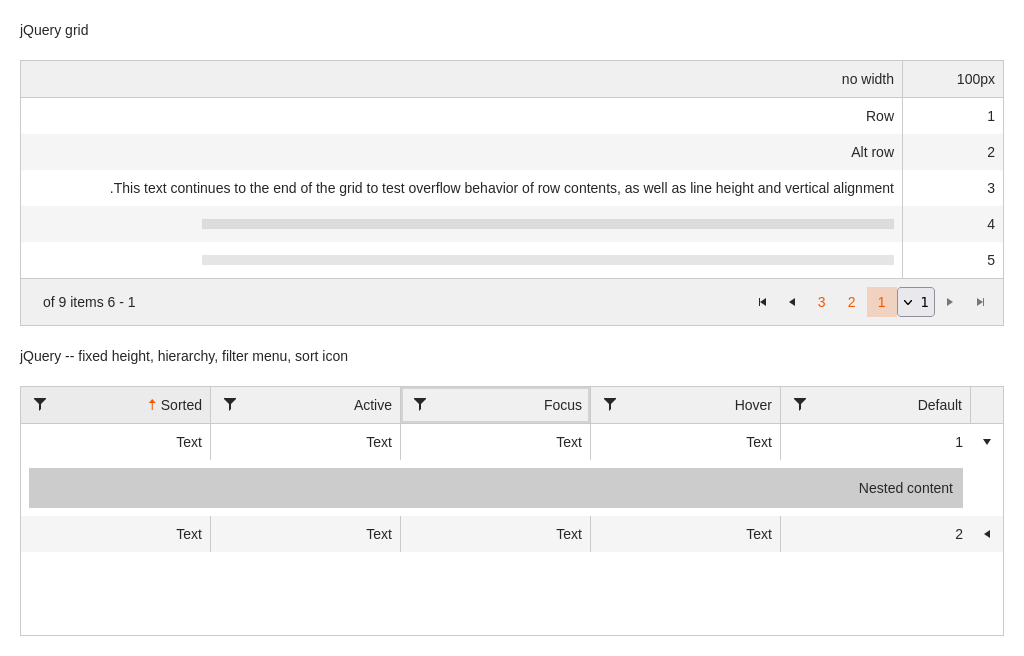 jQuery grid
no width 100px
Row 1
Alt row 2
.This text continues to the end of the grid to test overflow behavior of row contents, as well as line height and vertical alignment 3
4
5
of 9 items 6 - 1 3 2 1 1
jQuery -- fixed height, hierarchy, filter menu, sort icon
Sorted Active Focus Hover Default
Text Text Text Text 1
Nested content
Text Text Text Text 2